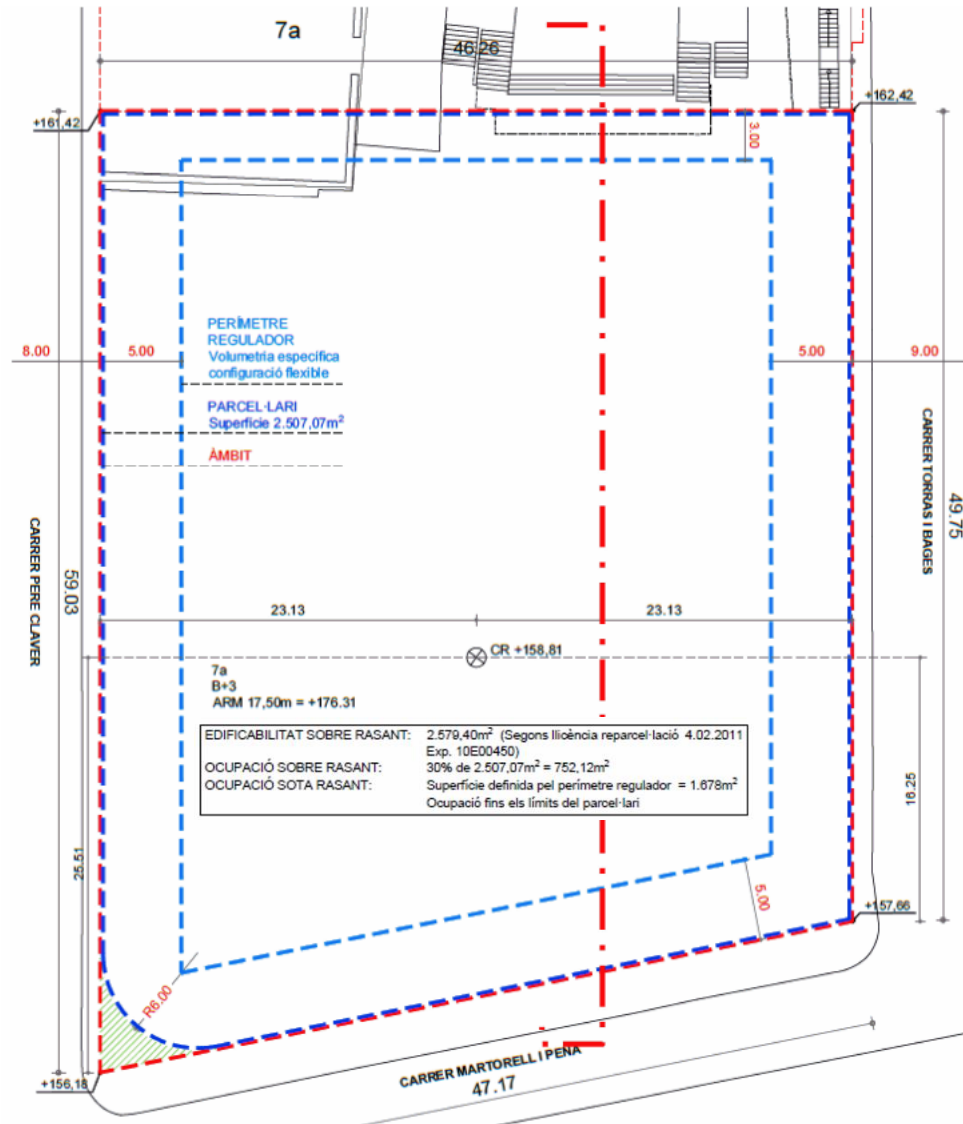 7a
46.26
+161,42
+162,42
3.00
PERÍMETRE
REGULADOR
Volumetria específica
configuració flexible
8.00
5.00
5.00
9.00
PARCEL·LARI
Superfície 2.507,07m²
ÀMBIT
CARRER TORRAS I BAGES
49.75
CARRER PERE CLAVER
59.03
23.13
23.13
CR +158,81
7a
B+3
ARM 17,50m = +176.31
EDIFICABILITAT SOBRE RASANT: 2.579,40m² (Segons llicència reparcel·lació 4.02.2011
Exp. 10E00450)
OCUPACIÓ SOBRE RASANT: 30% de 2.507,07m² = 752,12m²
OCUPACIÓ SOTA RASANT: Superfície definida pel perímetre regulador = 1.678m²
Ocupació fins els límits del parcel·lari
16.25
25.51
5.00
+157,66
R6.00
+156,18
CARRER MARTORELL I PEÑA
47.17